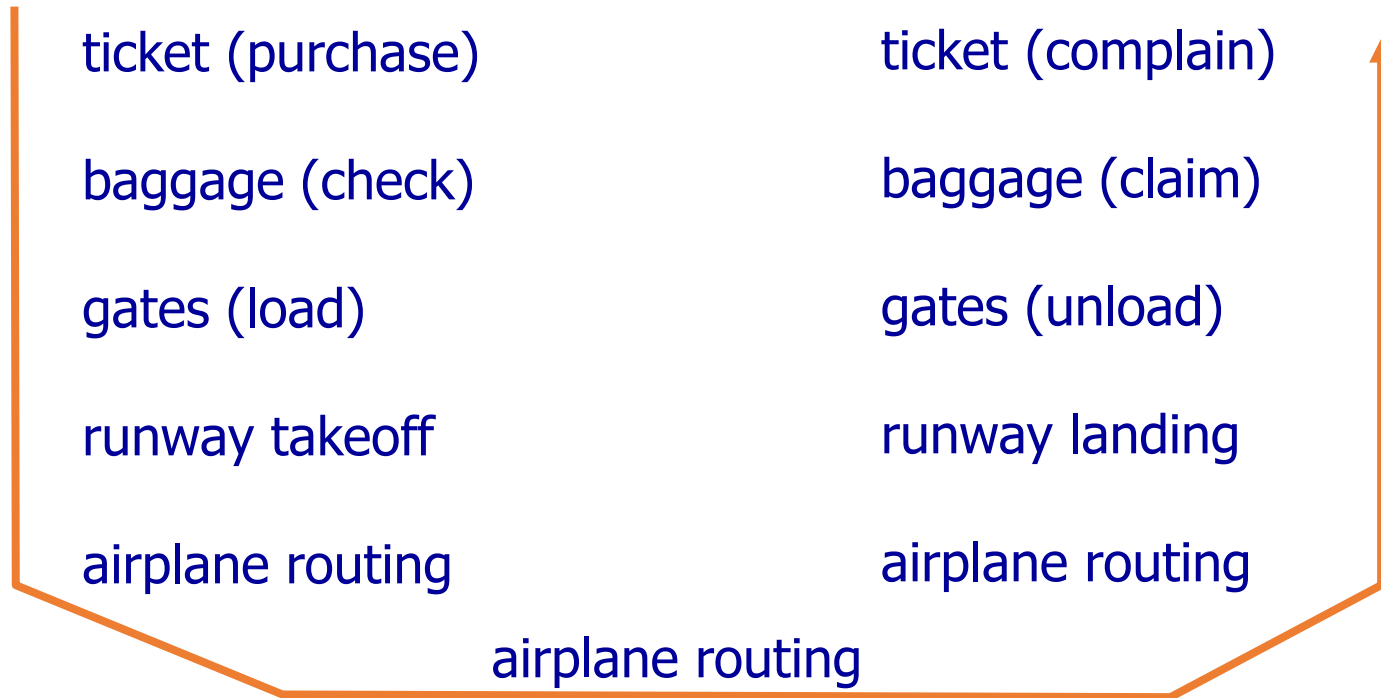 ticket (purchase)
baggage (check)
gates (load)
runway takeoff
airplane routing
ticket (complain)
baggage (claim)
gates (unload)
runway landing
airplane routing
airplane routing